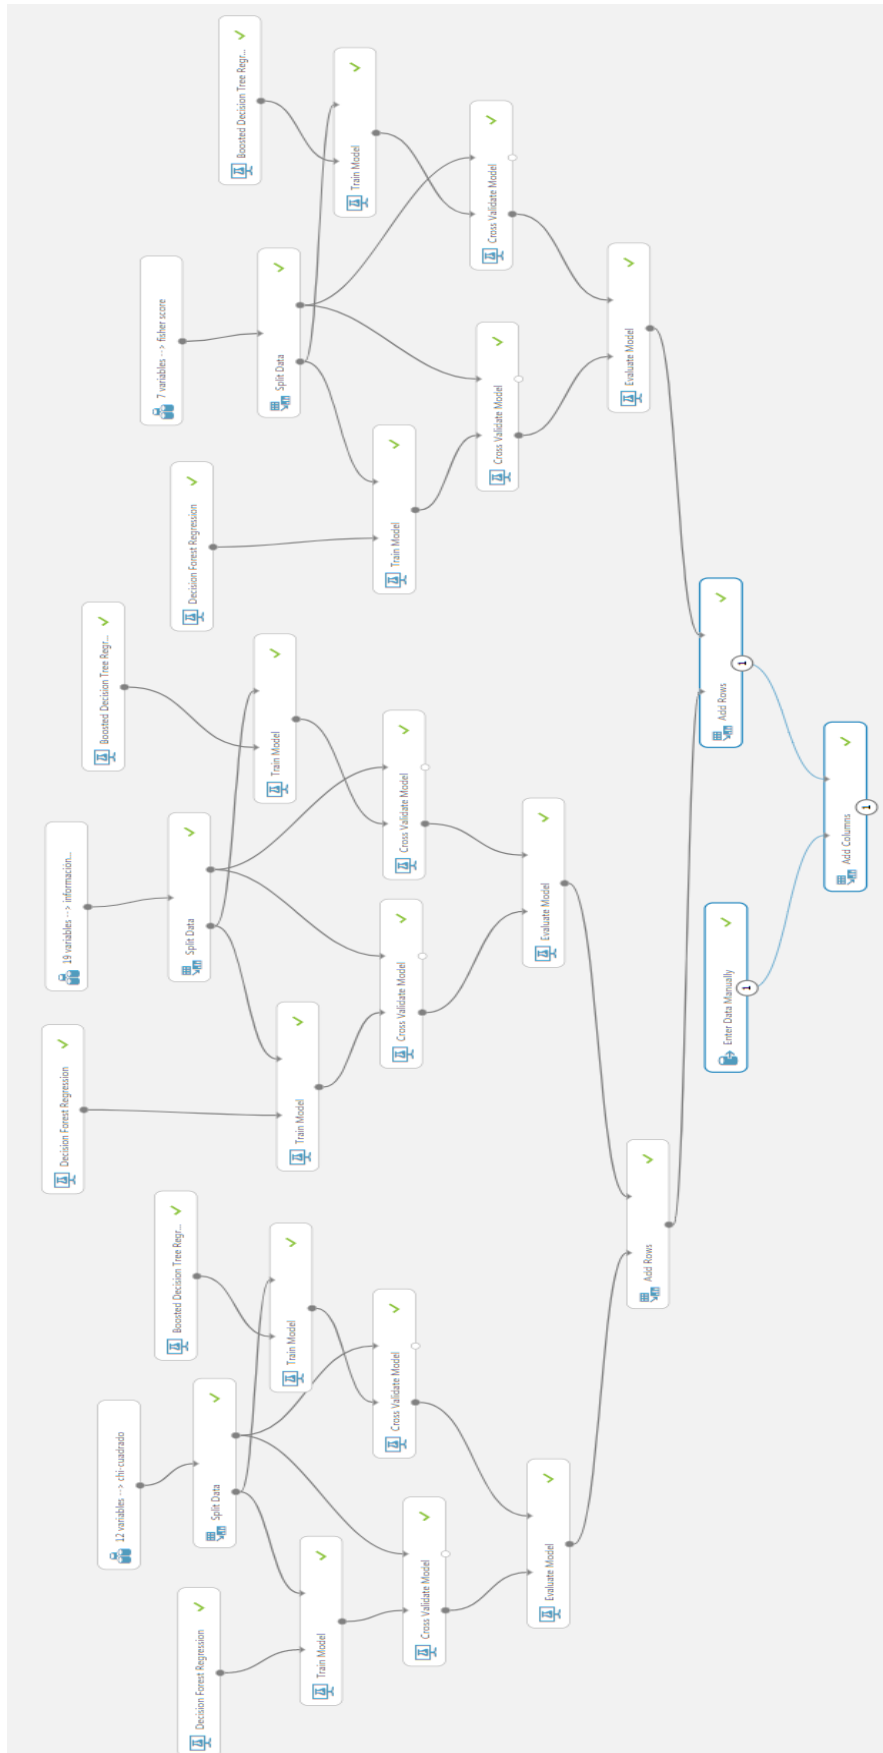 Decision Forest Regression
12 variables --> chi-cuadrado
Boosted Decision Tree Regr...
Split Data
Train Model
Train Model
Cross Validate Model
Cross Validate Model
Evaluate Model
Decision Forest Regression
19 variables --> información...
Boosted Decision Tree Regr...
Split Data
Train Model
Train Model
Cross Validate Model
Cross Validate Model
Evaluate Model
Decision Forest Regression
7 variables --> fisher score
Boosted Decision Tree Regr...
Split Data
Train Model
Train Model
Cross Validate Model
Cross Validate Model
Evaluate Model
Add Rows
Add Rows
1
Enter Data Manually
1
Add Columns
1